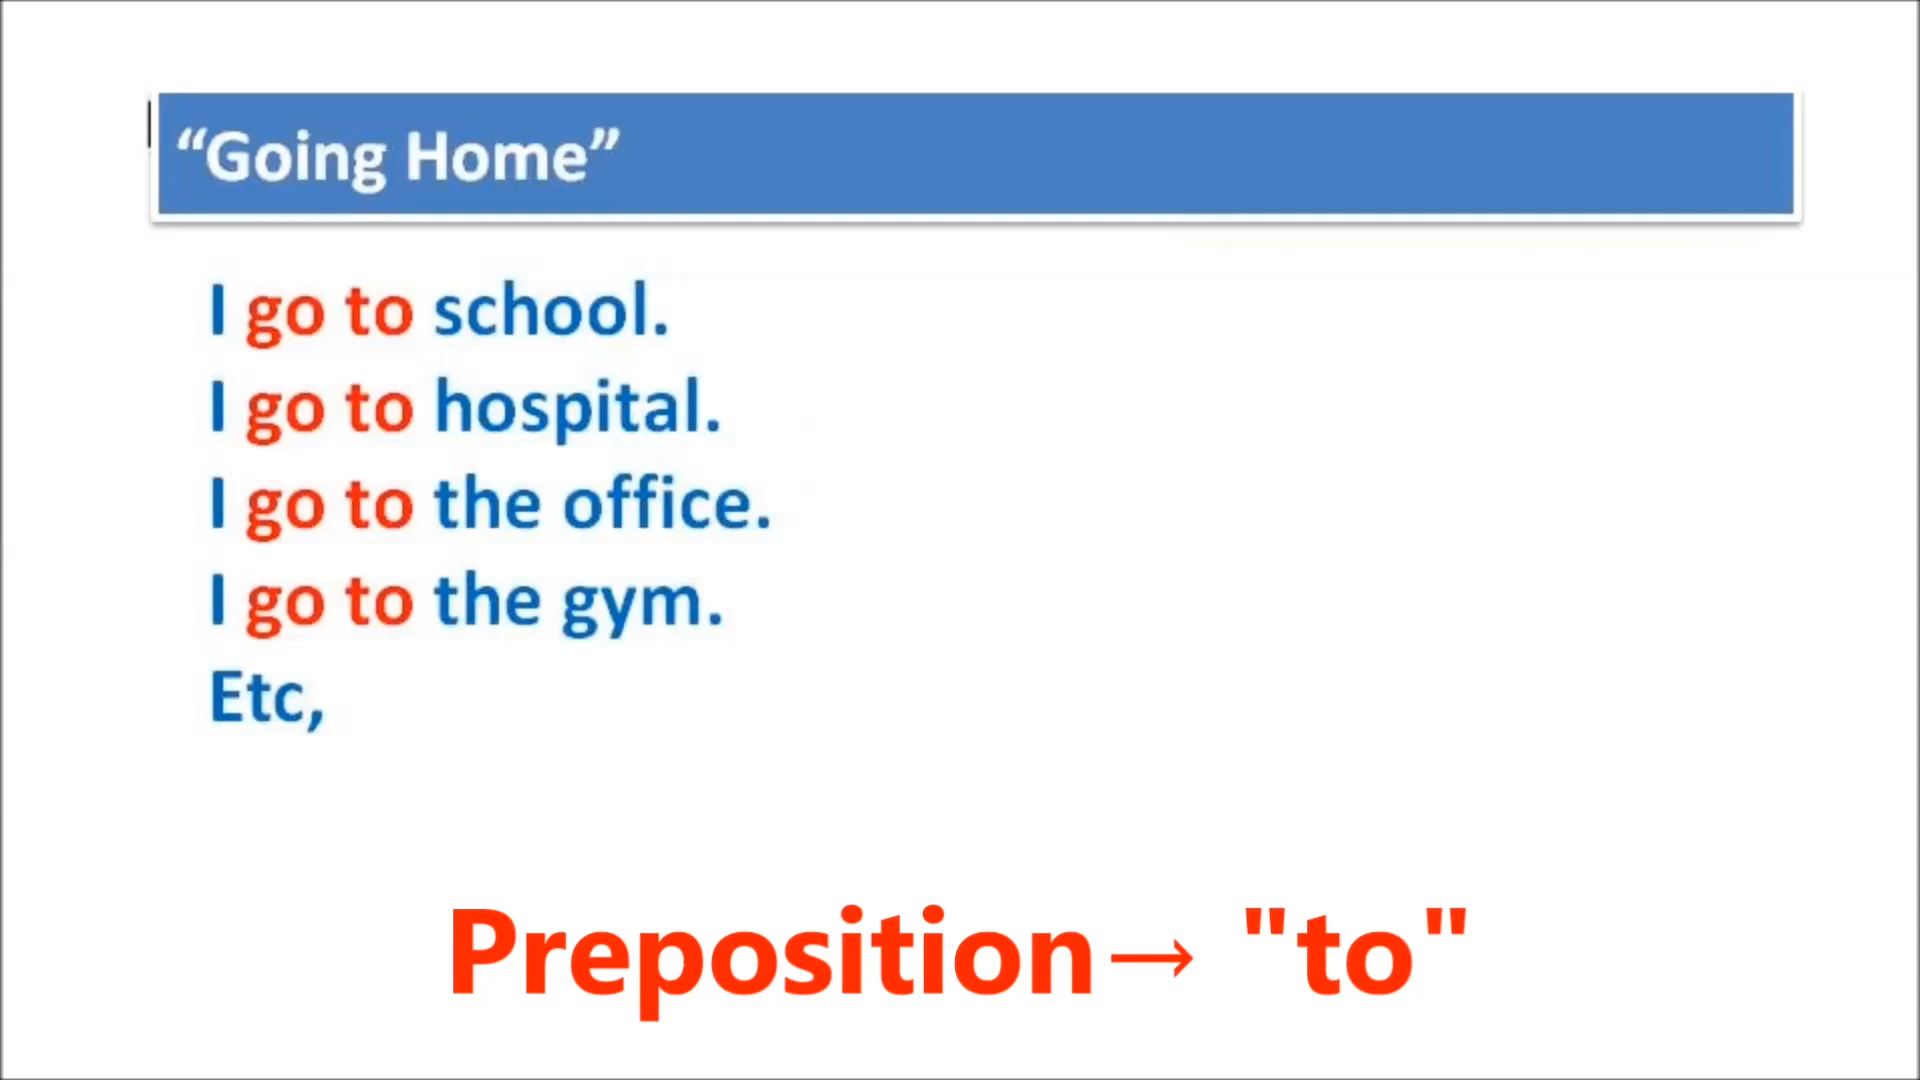 “Going Home”
I go to school.
I go to hospital.
I go to the office.
I go to the gym.
Etc,
Preposition→ "to"